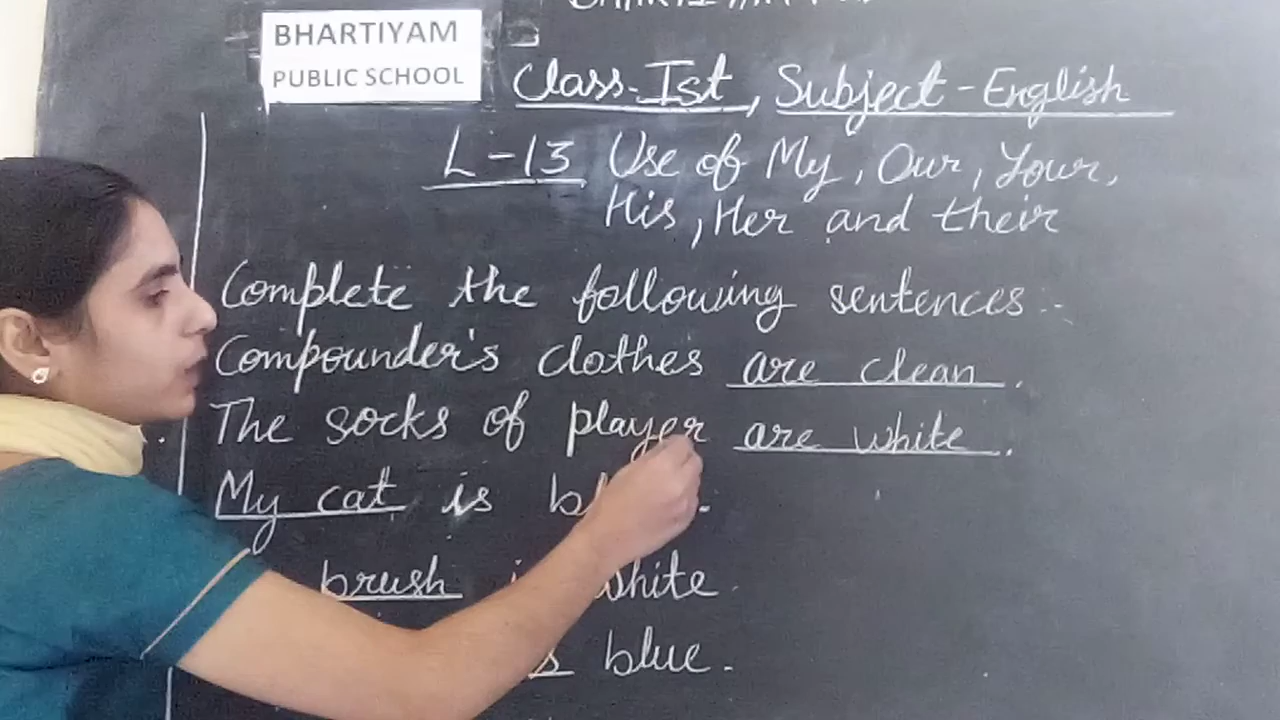 BHARTIYAM
PUBLIC SCHOOL
Class-Ist, Subject-English
L-13 Use of My, Our, Your,
His, Her and their
Complete the following sentences:-
Compounder's clothes are clean.
The socks of player are white.
My cat is
brush white.
blue.